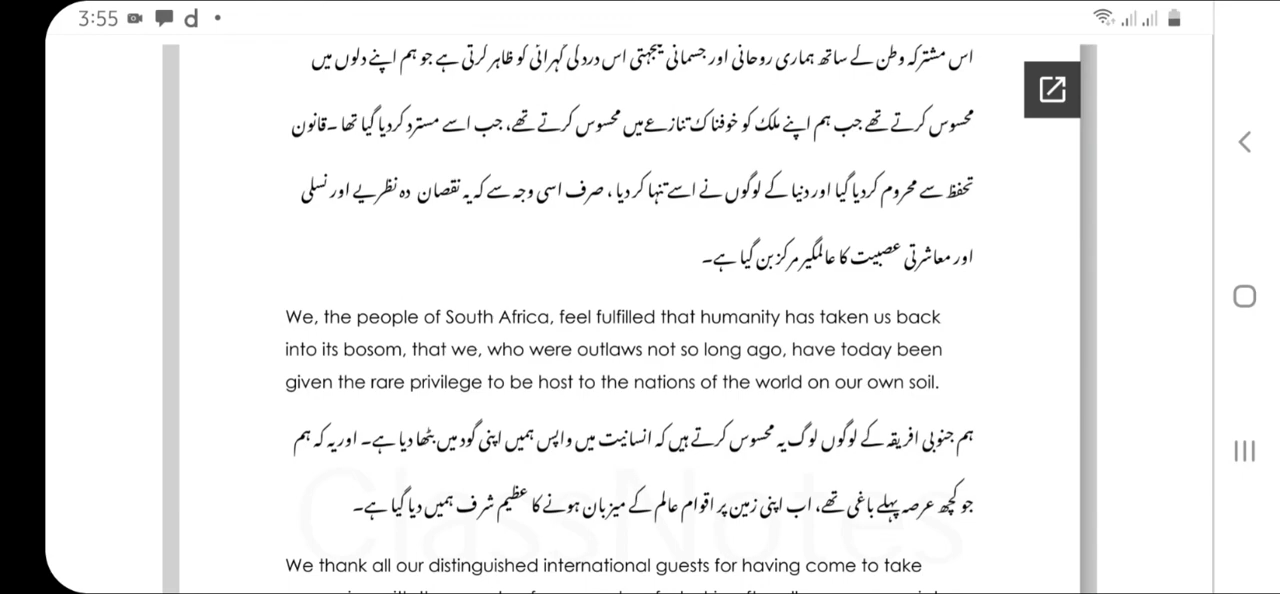 3:55
اس مشترکہ وطن کے ساتھ ہماری روحانی اور جسمانی یکجہتی اس درد کی گہرائی کو ظاہر کرتی ہے جو ہم اپنے دلوں میں
محسوس کرتے تھے جب ہم اپنے ملک کو خوفناک تنازعے میں محسوس کرتے تھے، جب اسے مسترد کر دیا گیا تھا ۔ قانون
تحفظ سے محروم کر دیا گیا اور دنیا کے لوگوں نے اسے تنہا کر دیا ، صرف اسی وجہ سے کہ یہ نقصان دہ نظریے اور نسلی
اور معاشرتی عصبیت کا عالمگیر مرکز بن گیا ہے۔
We, the people of South Africa, feel fulfilled that humanity has taken us back
into its bosom, that we, who were outlaws not so long ago, have today been
given the rare privilege to be host to the nations of the world on our own soil.
ہم جنوبی افریقہ کے لوگوں لوگ یہ محسوس کرتے ہیں کہ انسانیت میں واپس ہمیں اپنی گود میں بٹھا دیا ہے۔ اور یہ کہ ہم
جو کچھ عرصہ پہلے باغی تھے، اب اپنی زمین پر اقوام عالم کے میزبان ہونے کا عظیم شرف ہمیں دیا گیا ہے۔
ClassNotes
We thank all our distinguished international guests for having come to take